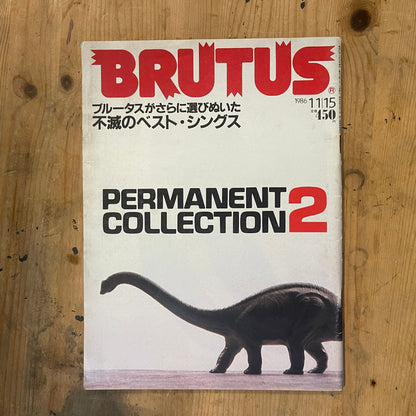 BRUTUS®
ブルータスがさらに選びぬいた
不滅のベスト・シングス
1986 11|15
450
PERMANENT
COLLECTION 2